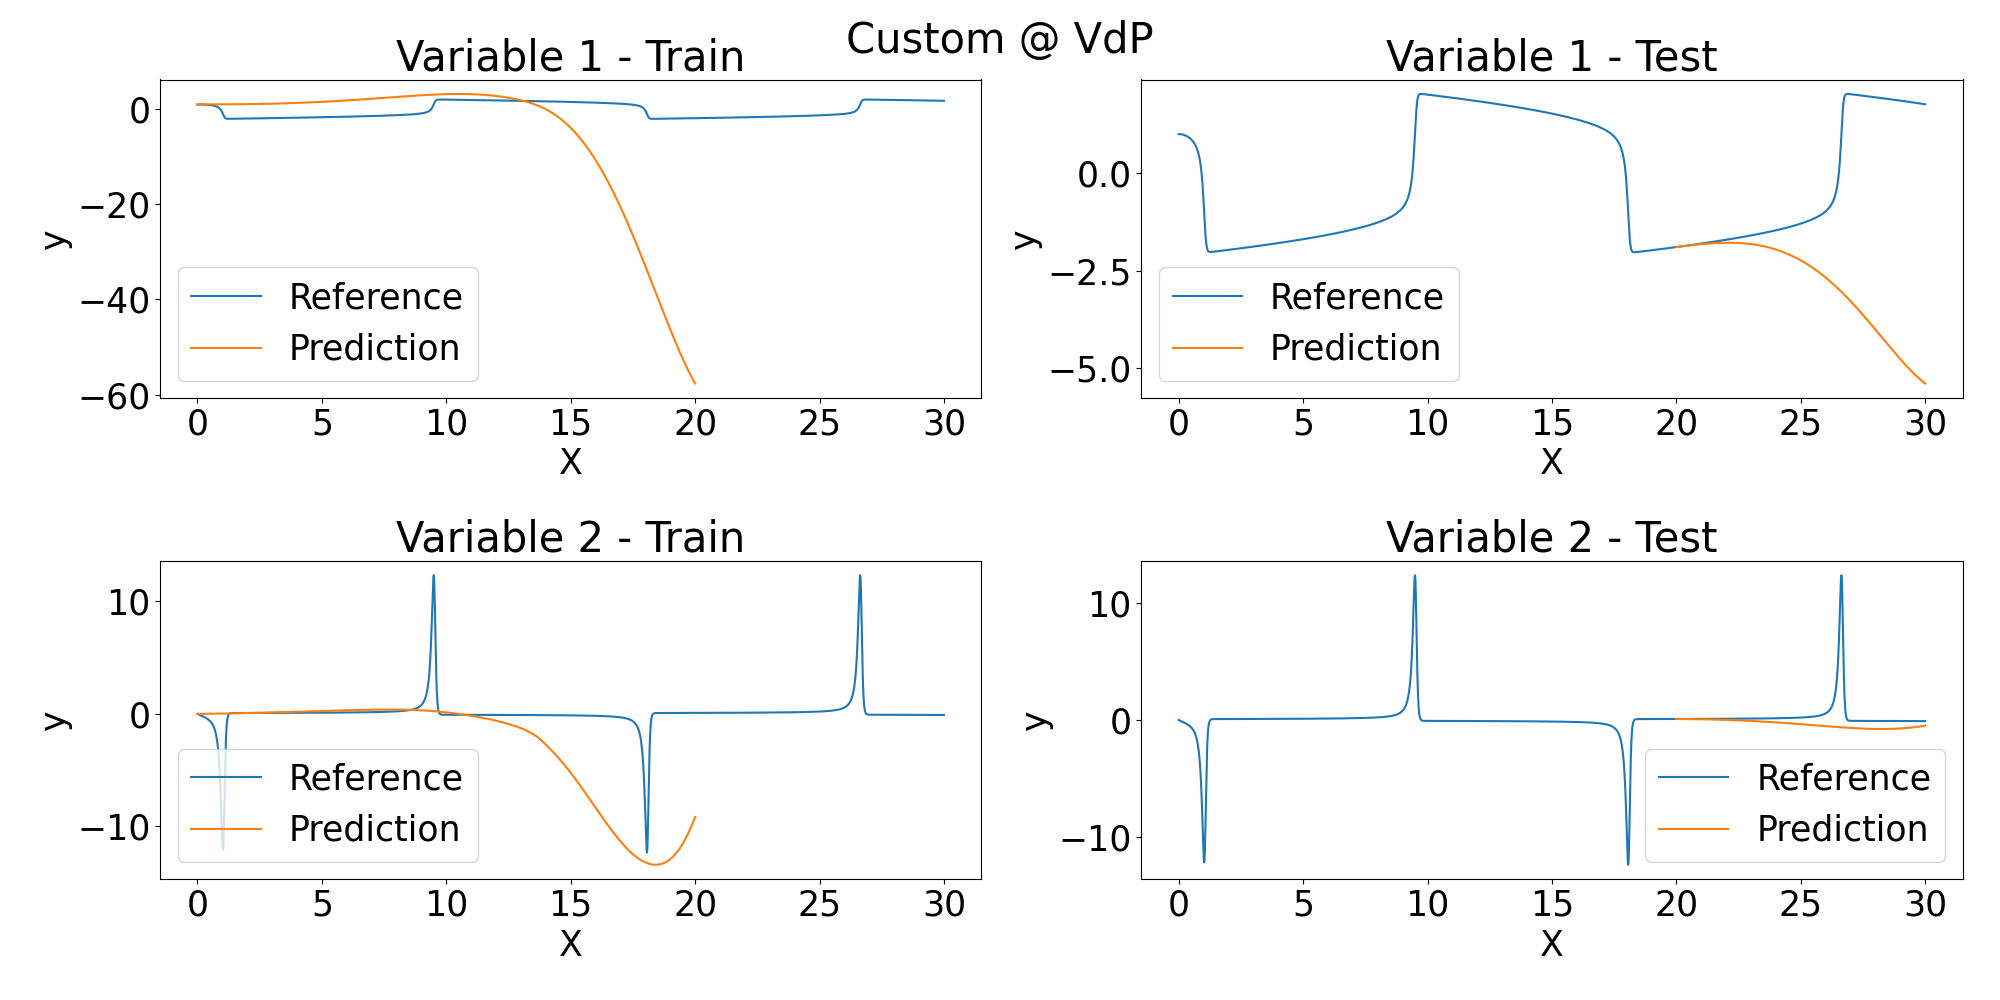 Custom @ VdP
Variable 1 - Train
0
−20
−40
−60
y
Reference
Prediction
0 5 10 15 20 25 30
X
Variable 1 - Test
0.0
−2.5
−5.0
y
Reference
Prediction
0 5 10 15 20 25 30
X
Variable 2 - Train
10
0
−10
y
Reference
Prediction
0 5 10 15 20 25 30
X
Variable 2 - Test
10
0
−10
y
Reference
Prediction
0 5 10 15 20 25 30
X